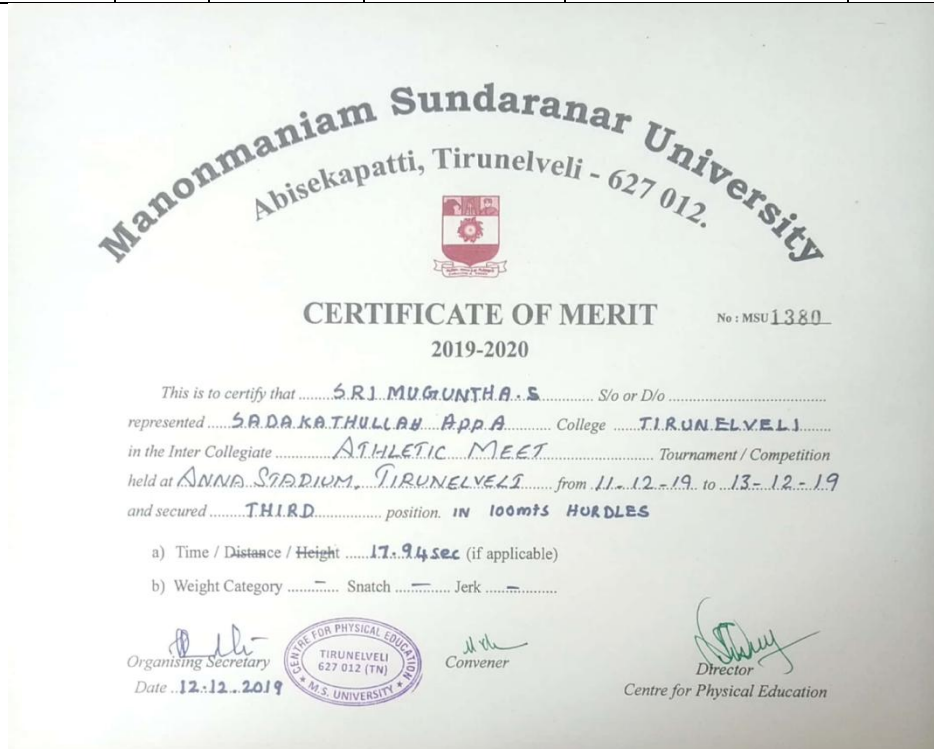 Manonmaniam Sundaranar University
Abisekapatti, Tirunelveli - 627 012.
CERTIFICATE OF MERIT
No : MSU 1380
2019-2020
This is to certify that ...... SRI MUGUNTHA.S ...... S/o or D/o ......
represented ...... SADAKATHULLAH APPA ...... College ...... TIRUNELVELI ......
in the Inter Collegiate ...... ATHLETIC MEET ...... Tournament / Competition
held at ANNA STADIUM, TIRUNELVELI ...... from 11-12-19 to 13-12-19
and secured ...... THIRD ...... position. IN 100mts HURDLES
a) Time / Distance / Height ...... 17.94 sec (if applicable)
b) Weight Category ...... – ...... Snatch ...... – ...... Jerk ...... – ......
Organising Secretary
Date ..12.12.2019
CENTRE FOR PHYSICAL EDUCATION
TIRUNELVELI
627 012 (TN)
★ M.S. UNIVERSITY ★
Convener
Director
Centre for Physical Education